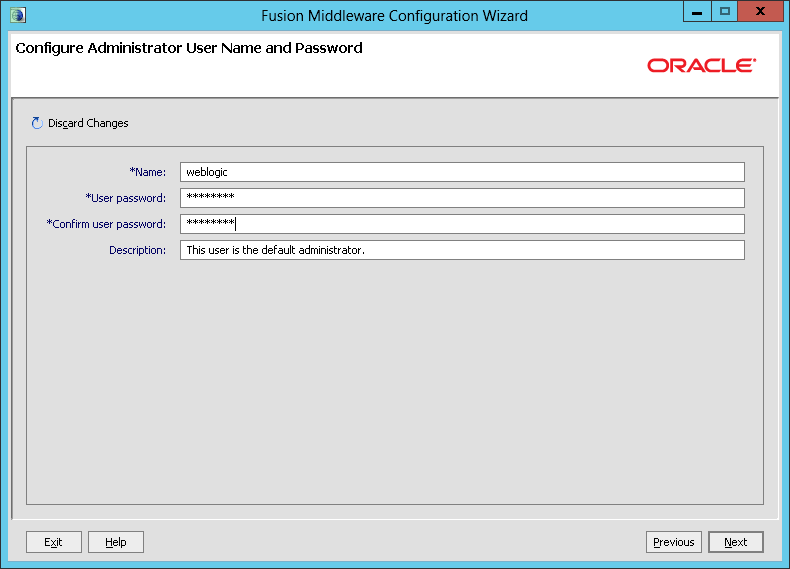 Fusion Middleware Configuration Wizard
Configure Administrator User Name and Password
ORACLE
Discard Changes
*Name: weblogic
*User password: ********
*Confirm user password: ********
Description: This user is the default administrator.
Exit Help Previous Next